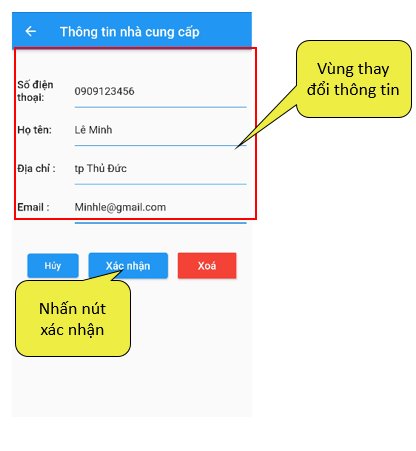 Thông tin nhà cung cấp
Số điện
thoại:
0909123456
Họ tên:
Lê Minh
Địa chỉ :
tp Thủ Đức
Email :
Minhle@gmail.com
Vùng thay
đổi thông tin
Húy
Xác nhận
Xoá
Nhấn nút
xác nhận